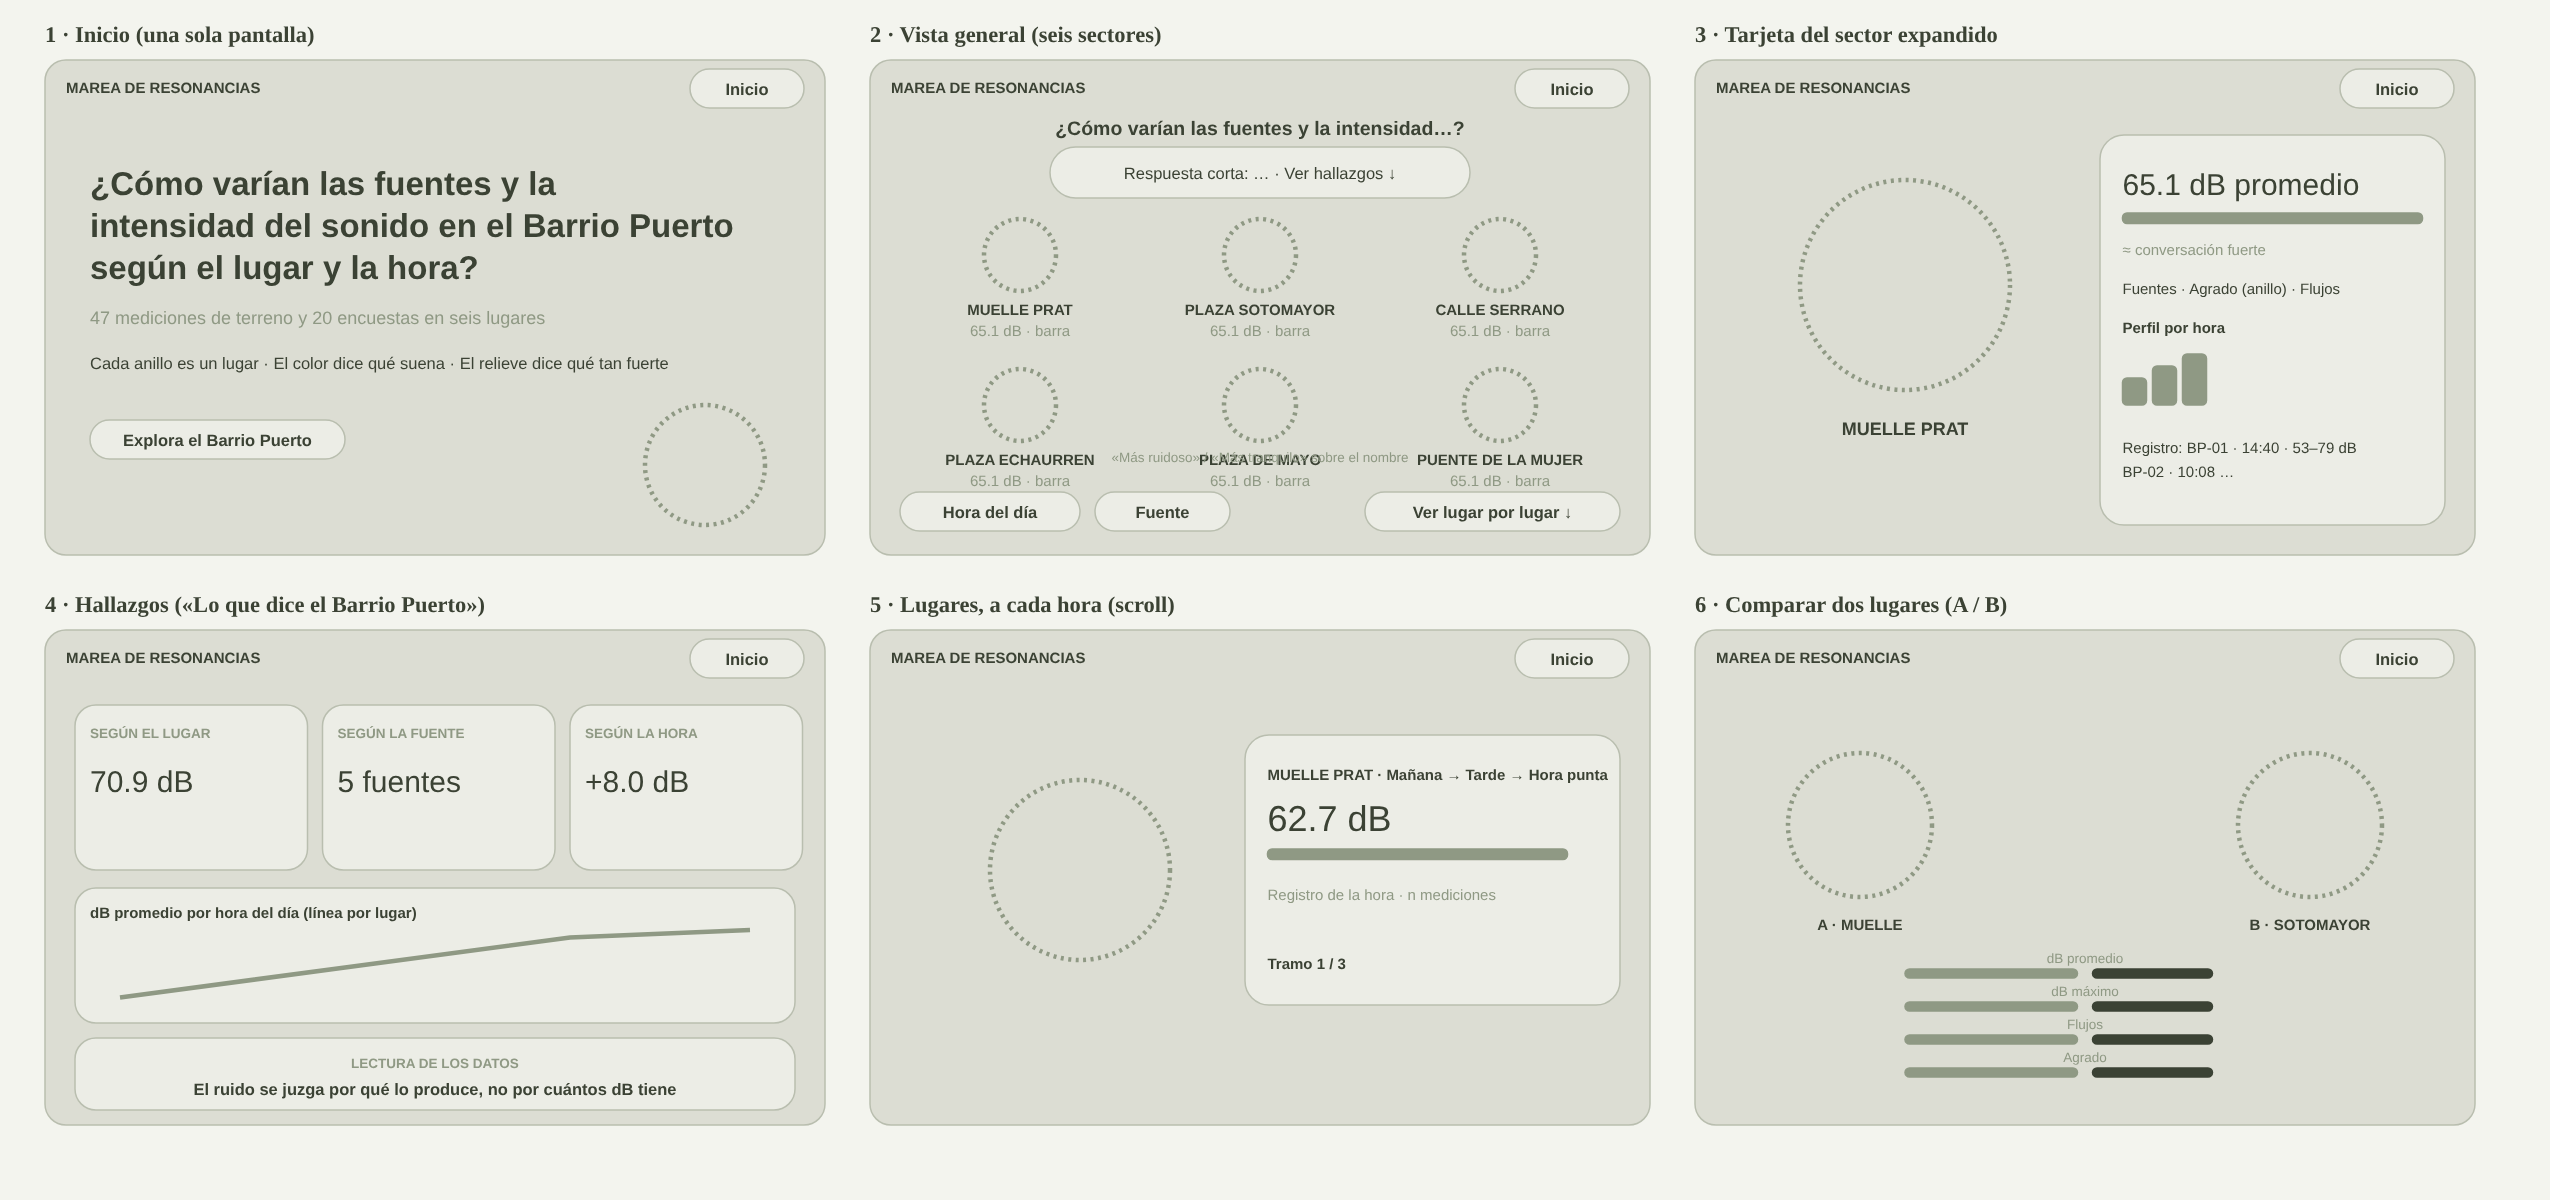 1 · Inicio (una sola pantalla)
MAREA DE RESONANCIAS
Inicio
¿Cómo varían las fuentes y la
intensidad del sonido en el Barrio Puerto
según el lugar y la hora?
47 mediciones de terreno y 20 encuestas en seis lugares
Cada anillo es un lugar · El color dice qué suena · El relieve dice qué tan fuerte
Explora el Barrio Puerto
2 · Vista general (seis sectores)
MAREA DE RESONANCIAS
Inicio
¿Cómo varían las fuentes y la intensidad…?
Respuesta corta: … · Ver hallazgos ↓
MUELLE PRAT
65.1 dB · barra
PLAZA SOTOMAYOR
65.1 dB · barra
CALLE SERRANO
65.1 dB · barra
PLAZA ECHAURREN
65.1 dB · barra
«Más ruidoso» sobre el nombre
PLAZA DE MAYO
65.1 dB · barra
PUENTE DE LA MUJER
65.1 dB · barra
Hora del día
Fuente
Ver lugar por lugar ↓
3 · Tarjeta del sector expandido
MAREA DE RESONANCIAS
Inicio
MUELLE PRAT
65.1 dB promedio
≈ conversación fuerte
Fuentes · Agrado (anillo) · Flujos
Perfil por hora
Registro: BP-01 · 14:40 · 53–79 dB
BP-02 · 10:08 …
4 · Hallazgos («Lo que dice el Barrio Puerto»)
MAREA DE RESONANCIAS
Inicio
SEGÚN EL LUGAR
70.9 dB
SEGÚN LA FUENTE
5 fuentes
SEGÚN LA HORA
+8.0 dB
dB promedio por hora del día (línea por lugar)
LECTURA DE LOS DATOS
El ruido se juzga por qué lo produce, no por cuántos dB tiene
5 · Lugares, a cada hora (scroll)
MAREA DE RESONANCIAS
Inicio
MUELLE PRAT · Mañana → Tarde → Hora punta
62.7 dB
Registro de la hora · n mediciones
Tramo 1 / 3
6 · Comparar dos lugares (A / B)
MAREA DE RESONANCIAS
Inicio
A · MUELLE
B · SOTOMAYOR
dB promedio
dB máximo
Flujos
Agrado